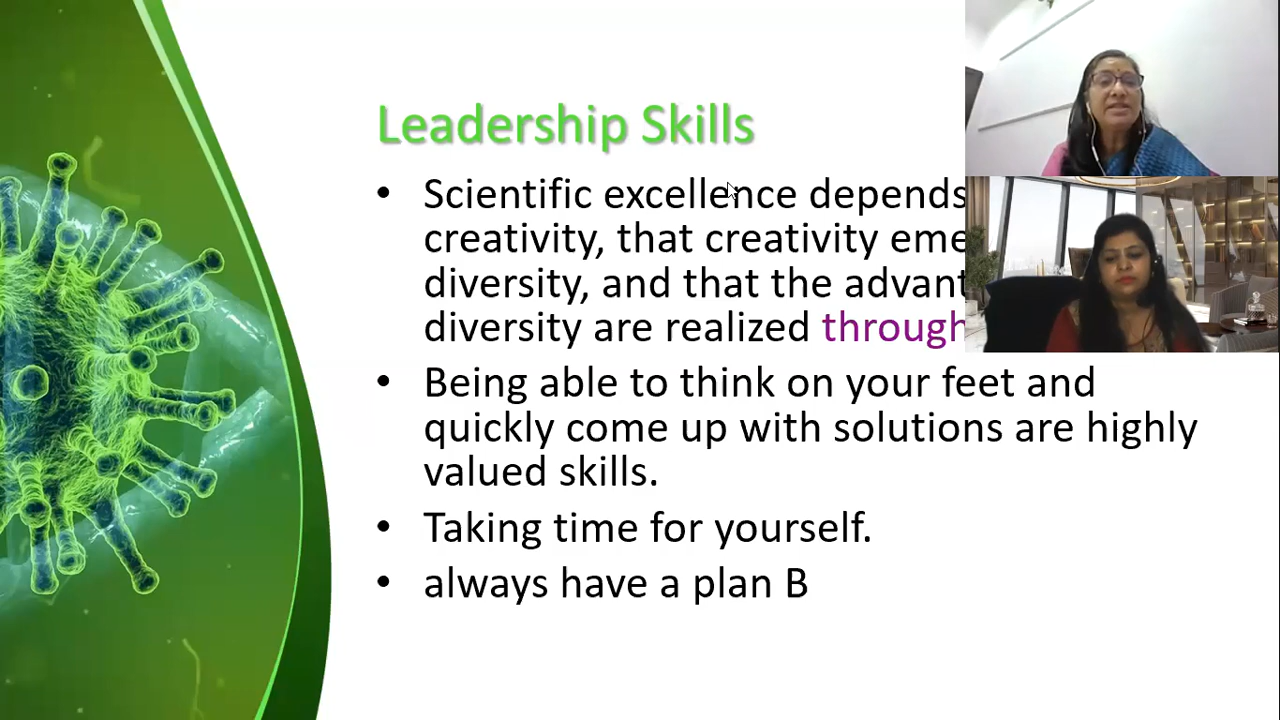 Leadership Skills
• Scientific excellence depends
creativity, that creativity eme
diversity, and that the advant
diversity are realized through
• Being able to think on your feet and
quickly come up with solutions are highly
valued skills.
• Taking time for yourself.
• always have a plan B